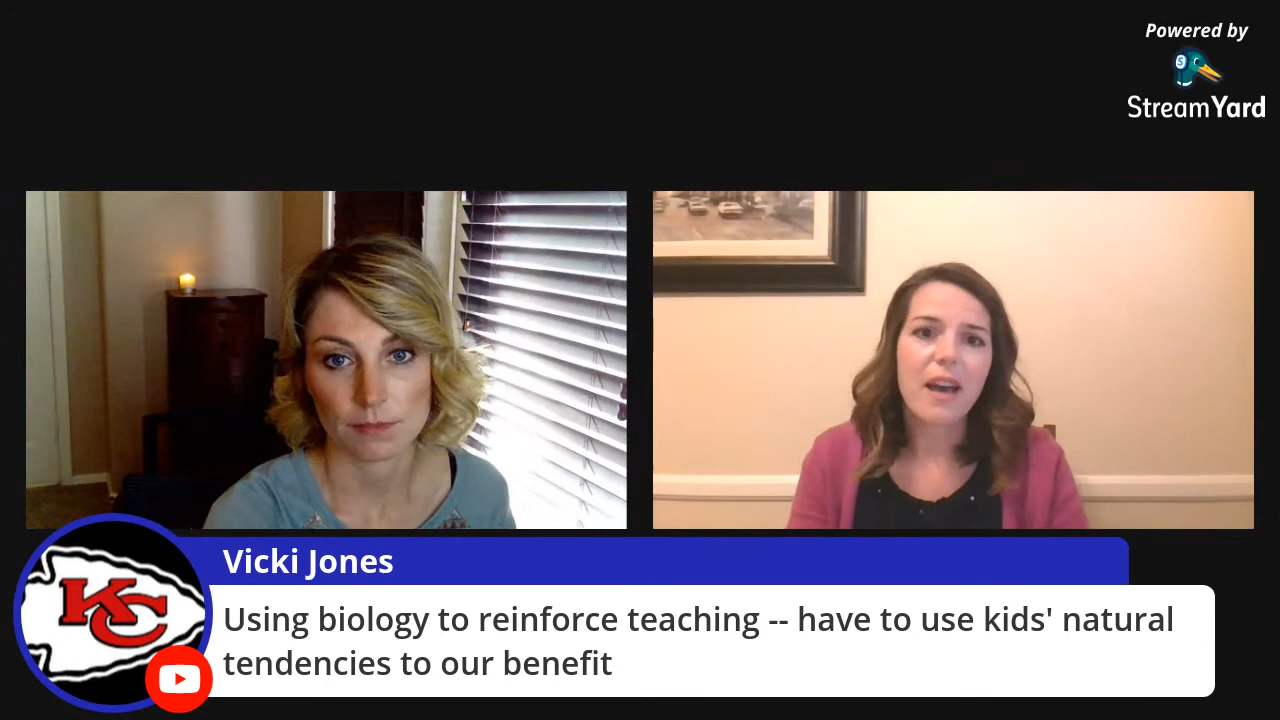 Powered by
StreamYard
Vicki Jones
KC
Using biology to reinforce teaching -- have to use kids' natural
tendencies to our benefit